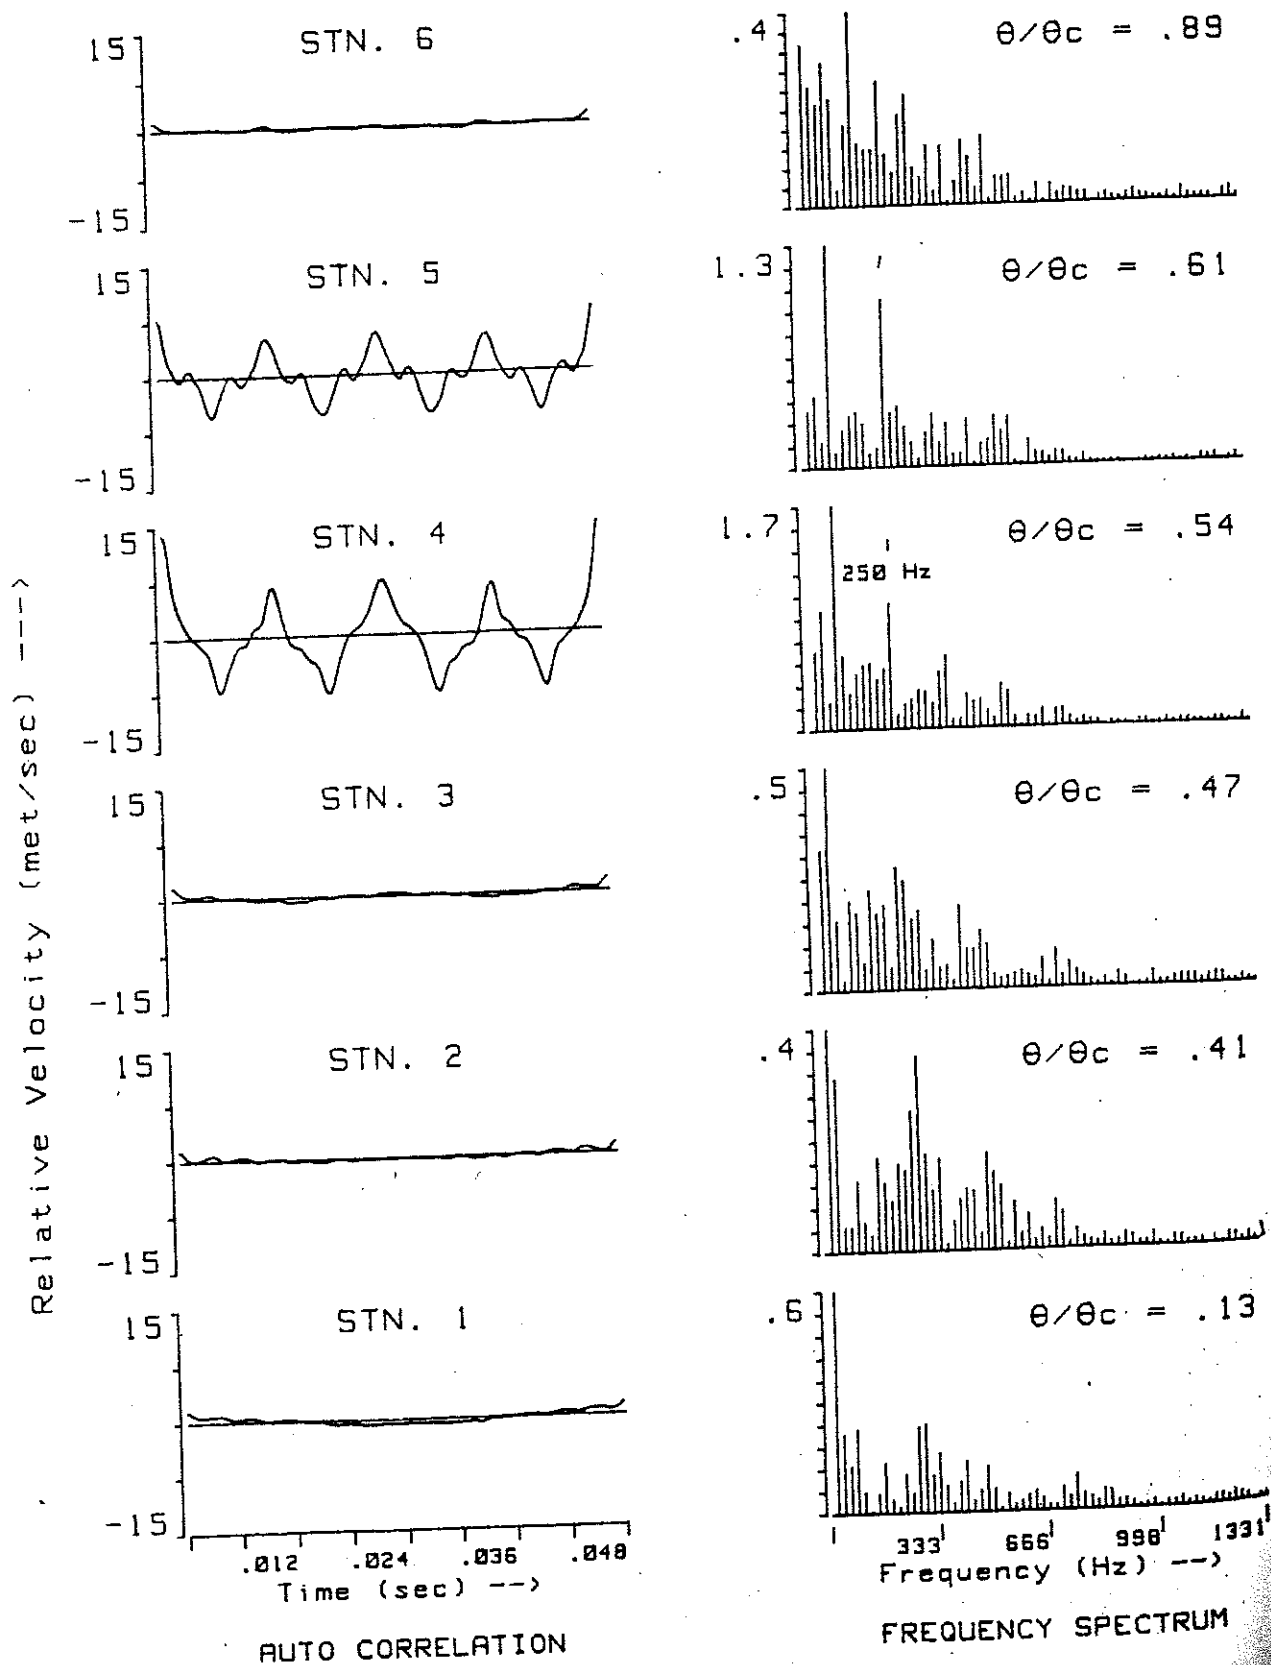 STN. 6
15
-15
.4
θ/θc = .89
STN. 5
15
-15
1.3
θ/θc = .61
STN. 4
15
-15
1.7
θ/θc = .54
250 Hz
STN. 3
15
-15
.5
θ/θc = .47
STN. 2
15
-15
.4
θ/θc = .41
STN. 1
15
-15
.6
θ/θc = .13
Relative Velocity (met/sec) --->
.012 .024 .036 .048
Time (sec) -->
AUTO CORRELATION
333 666 998 1331
Frequency (Hz) -->
FREQUENCY SPECTRUM